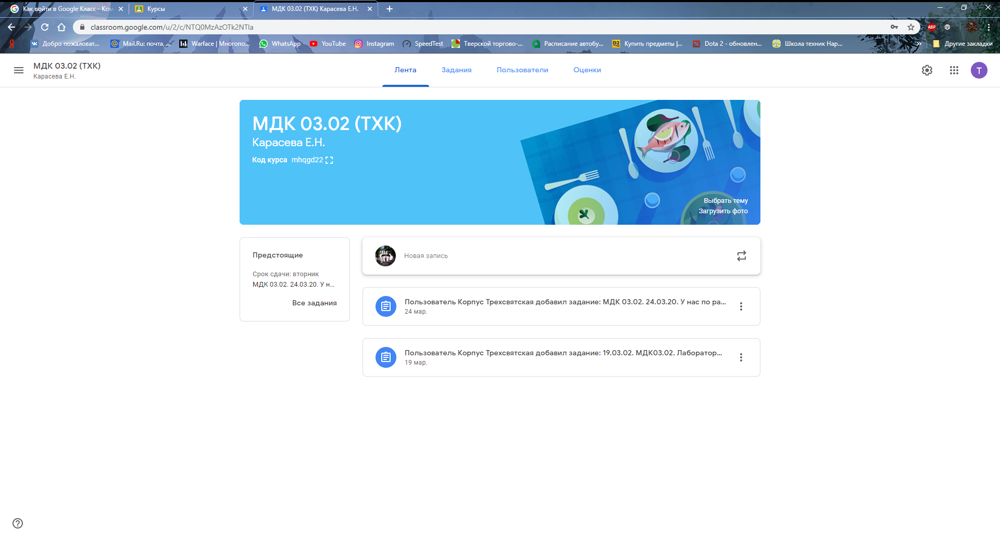 Как войти в Google Класс - Ком
Курсы
МДК 03.02 (ТХК) Карасева Е.Н.
classroom.google.com/u/2/c/NTQ0MzAzOTk2NTIa
Добро пожаловат...
Mail.Ru: почта, ...
Warface | Многопо...
WhatsApp
YouTube
Instagram
SpeedTest
Тверской торгово-...
Расписание автобу...
Купить предметы |...
Dota 2 - обновлен...
Школа техник Нар...
»
Другие закладки
ABP
МДК 03.02 (ТХК)
Карасева Е.Н.
Лента
Задания
Пользователи
Оценки
T
МДК 03.02 (ТХК)
Карасева Е.Н.
Код курса mhqgd22
Выбрать тему
Загрузить фото
Предстоящие
Срок сдачи: вторник
МДК 03.02. 24.03.20. У н...
Все задания
Новая запись
Пользователь Корпус Трехсвятская добавил задание: МДК 03.02. 24.03.20. У нас по ра...
24 мар.
Пользователь Корпус Трехсвятская добавил задание: 19.03.02. МДК03.02. Лаборатор...
19 мар.